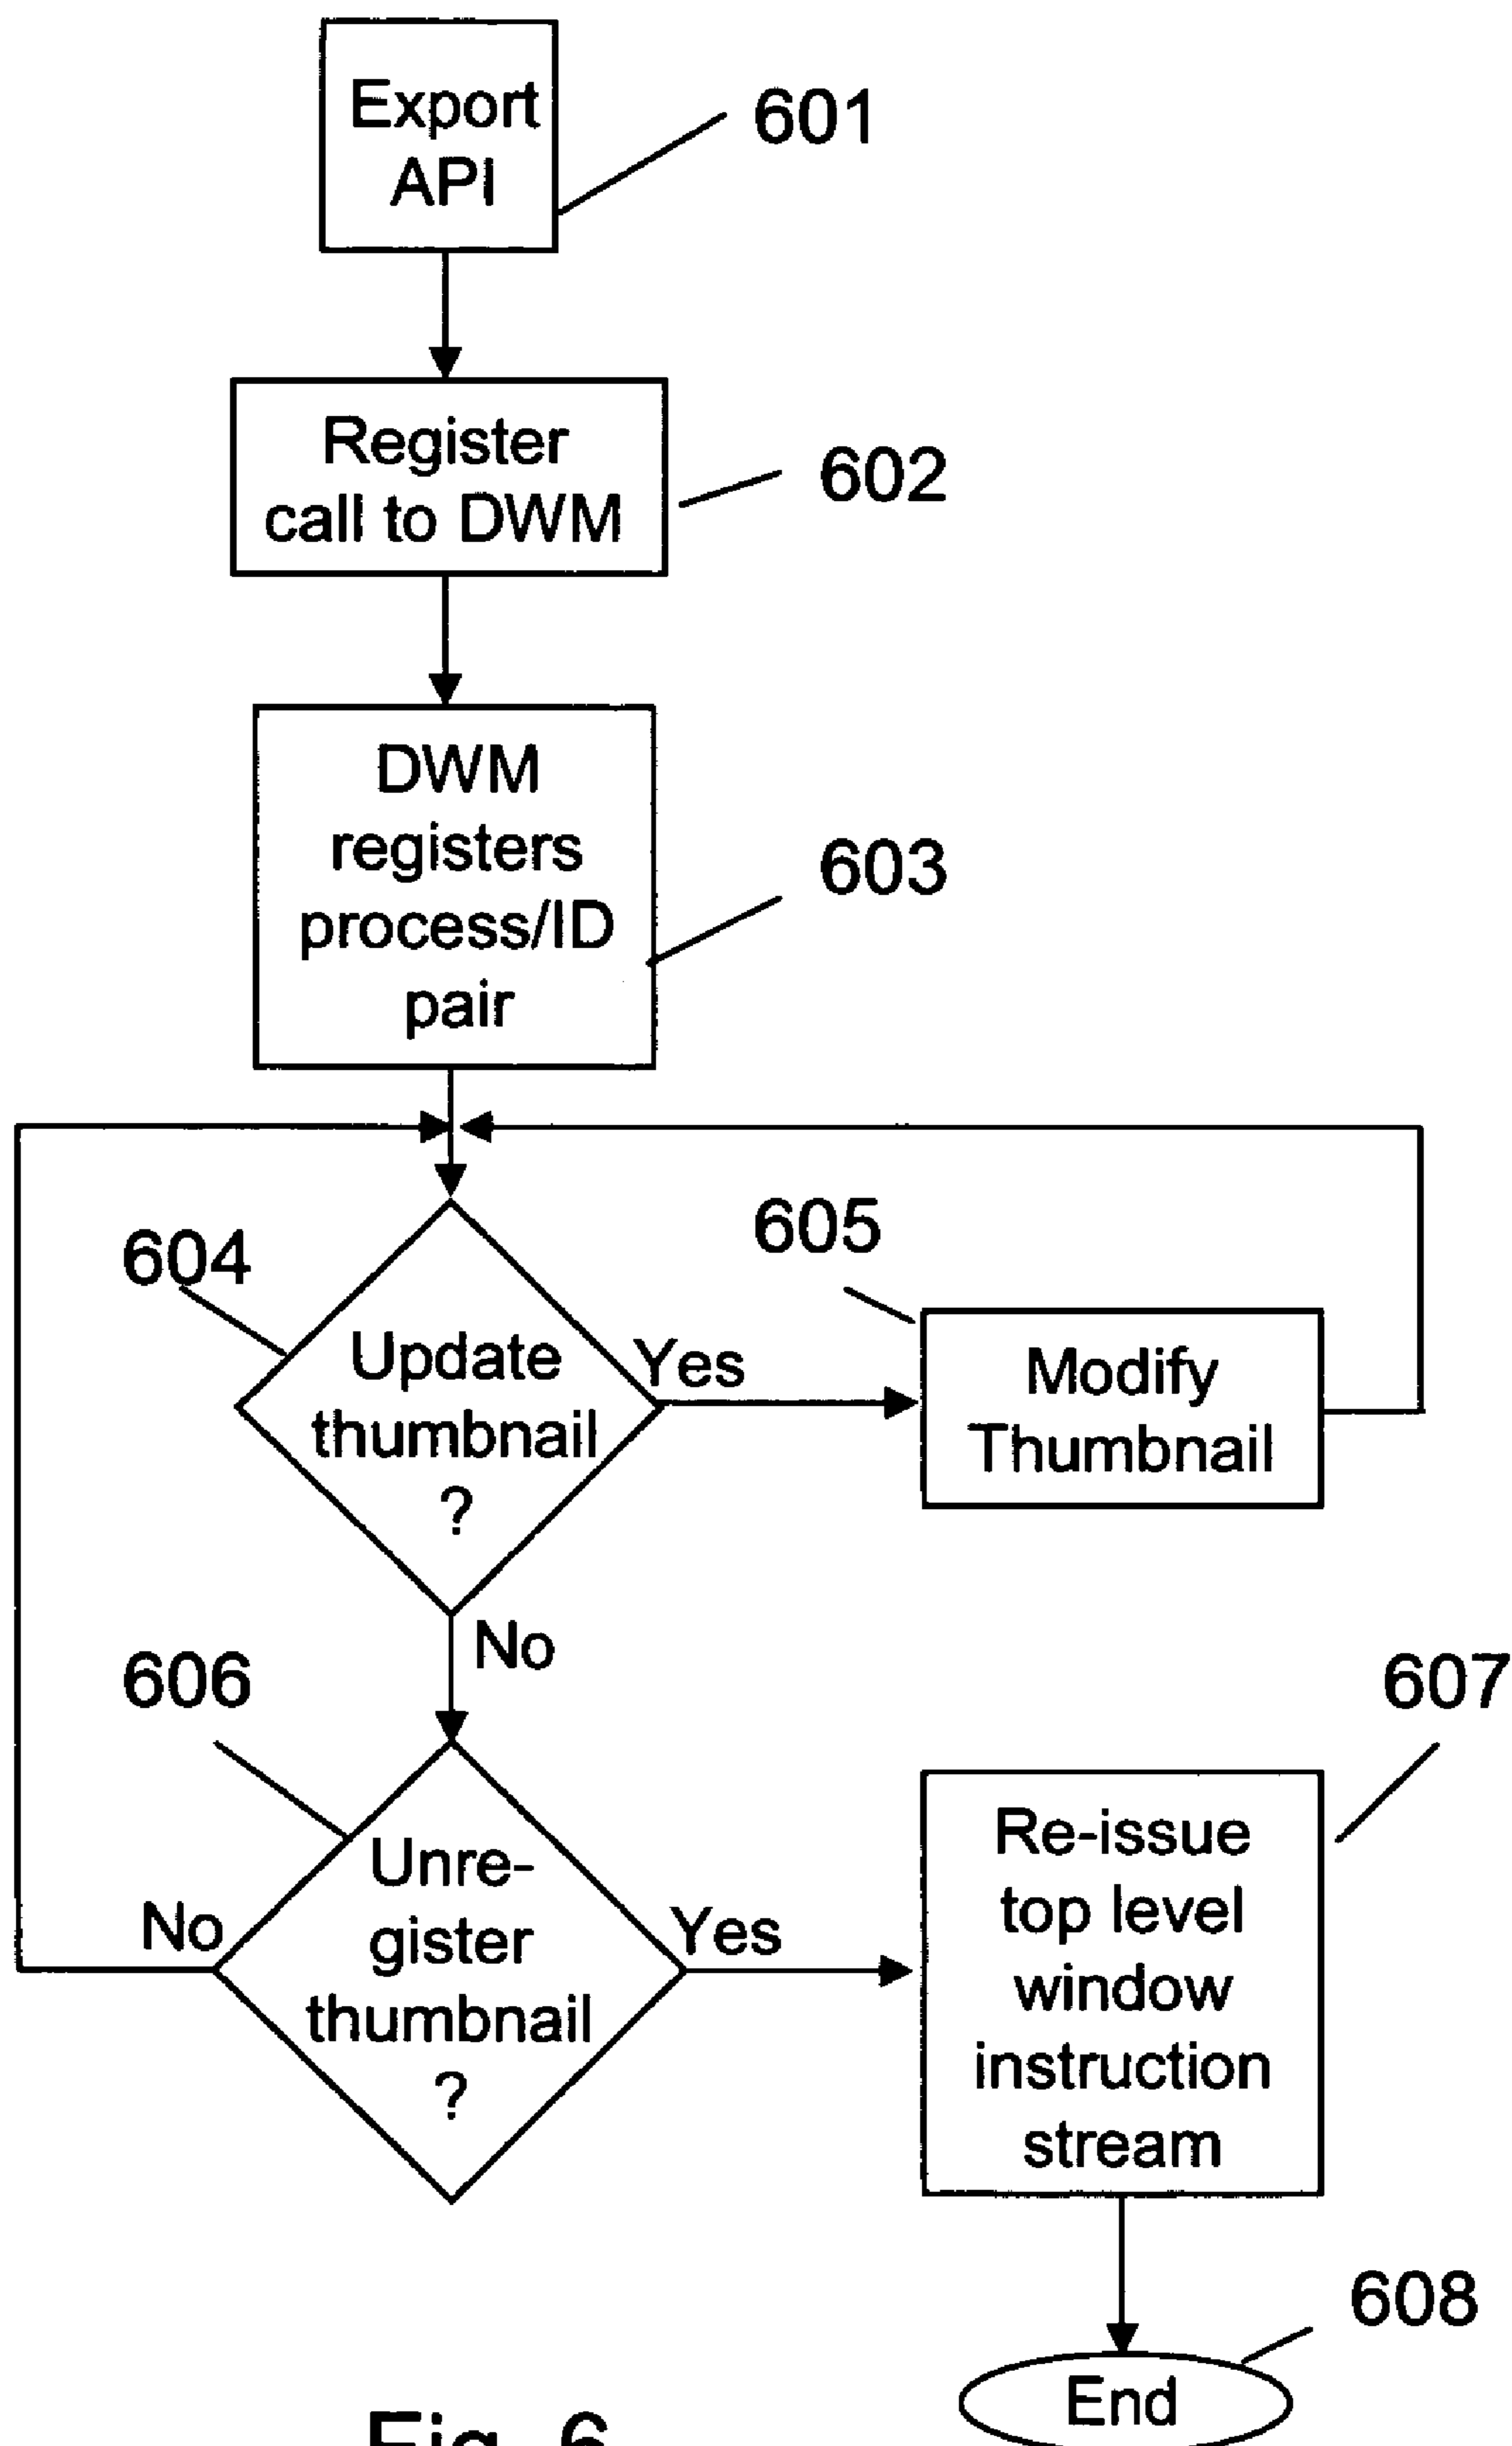 Export
API
601
Register
call to DWM
602
DWM
registers
process/ID
pair
603
604
Update
thumbnail
?
Yes
605
Modify
Thumbnail
No
606
Unre-
gister
thumbnail
?
No
Yes
607
Re-issue
top level
window
instruction
stream
608
End
Fig. 6